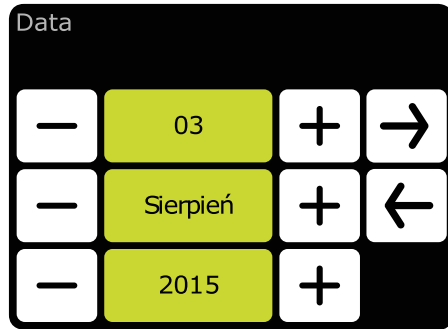 Data
− 03 + →
− Sierpień + ←
− 2015 +